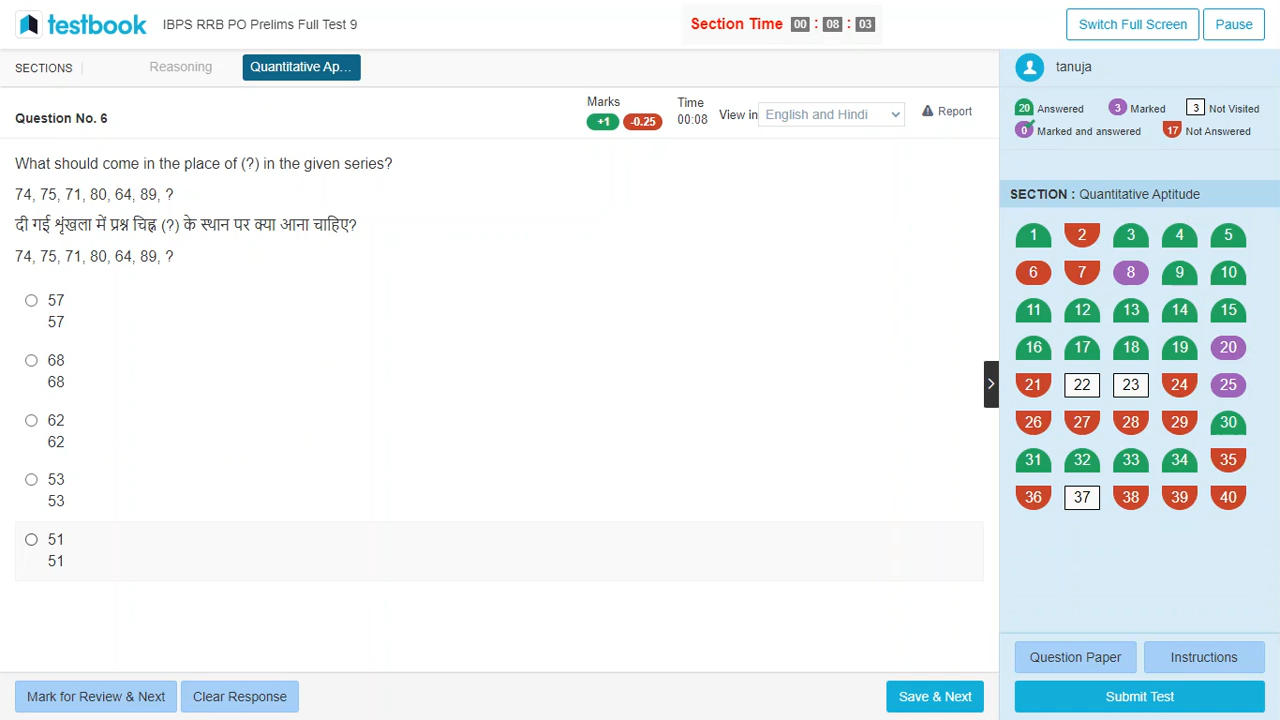 testbook
IBPS RRB PO Prelims Full Test 9
Section Time 00 : 08 : 03
Switch Full Screen
Pause
SECTIONS
Reasoning
Quantitative Ap...
tanuja
Question No. 6
Marks
+1 -0.25
Time
00:08
View in English and Hindi
Report
20 Answered
3 Marked
3 Not Visited
0 Marked and answered
17 Not Answered
What should come in the place of (?) in the given series?
74, 75, 71, 80, 64, 89, ?
दी गई श्रृंखला में प्रश्न चिह्न (?) के स्थान पर क्या आना चाहिए?
74, 75, 71, 80, 64, 89, ?
57
57
68
68
62
62
53
53
51
51
SECTION : Quantitative Aptitude
1 2 3 4 5
6 7 8 9 10
11 12 13 14 15
16 17 18 19 20
21 22 23 24 25
26 27 28 29 30
31 32 33 34 35
36 37 38 39 40
Mark for Review & Next
Clear Response
Save & Next
Question Paper
Instructions
Submit Test